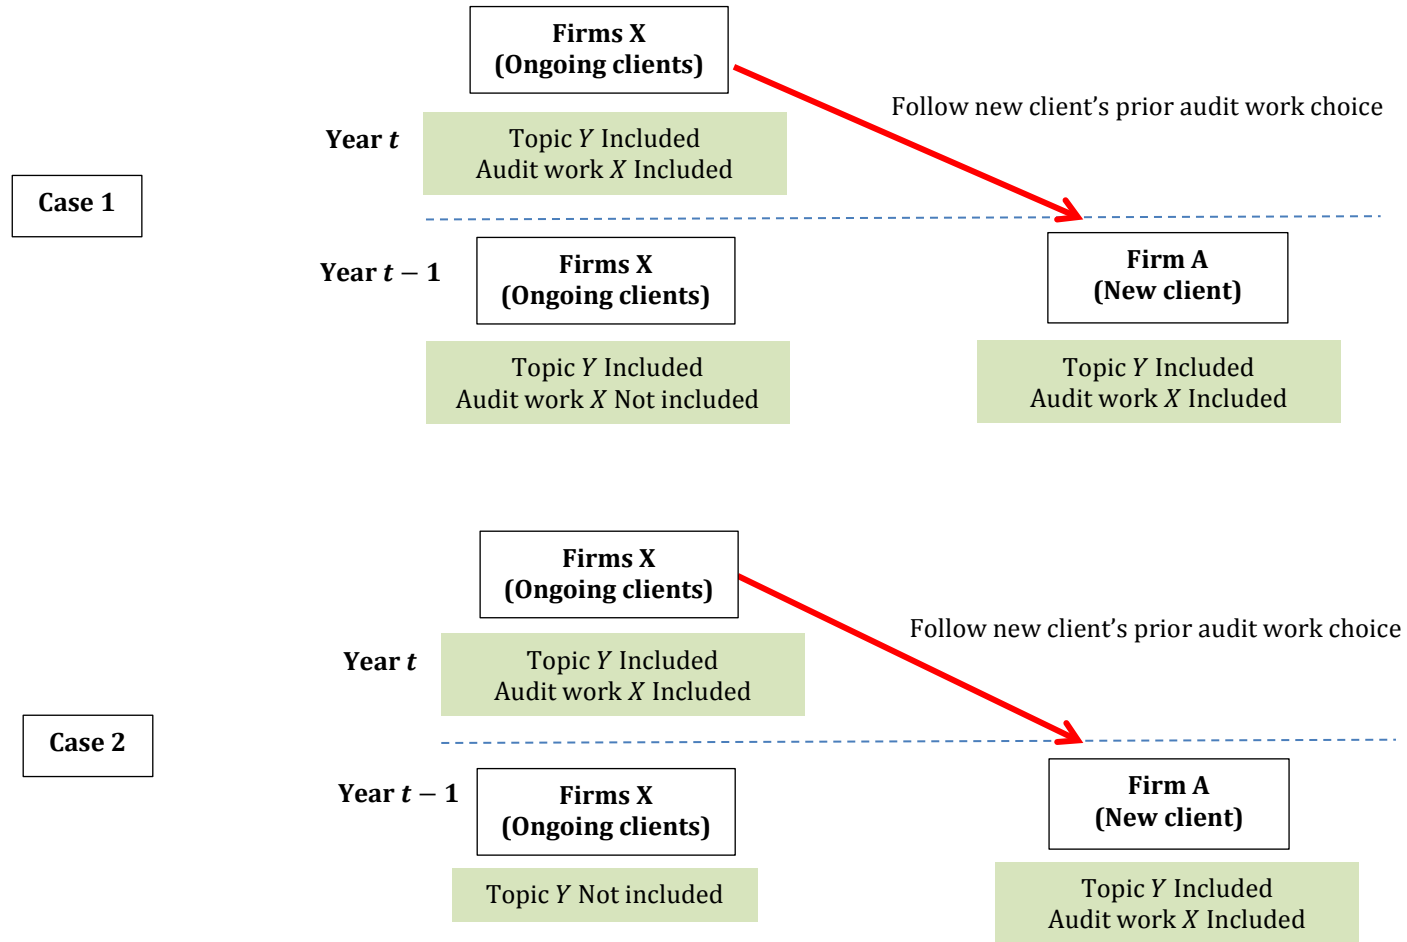 Firms X
(Ongoing clients)
Follow new client’s prior audit work choice
Year t
Topic Y Included
Audit work X Included
Case 1
Year t − 1
Firms X
(Ongoing clients)
Firm A
(New client)
Topic Y Included
Audit work X Not included
Topic Y Included
Audit work X Included
Firms X
(Ongoing clients)
Follow new client’s prior audit work choice
Year t
Topic Y Included
Audit work X Included
Case 2
Year t − 1
Firms X
(Ongoing clients)
Firm A
(New client)
Topic Y Not included
Topic Y Included
Audit work X Included